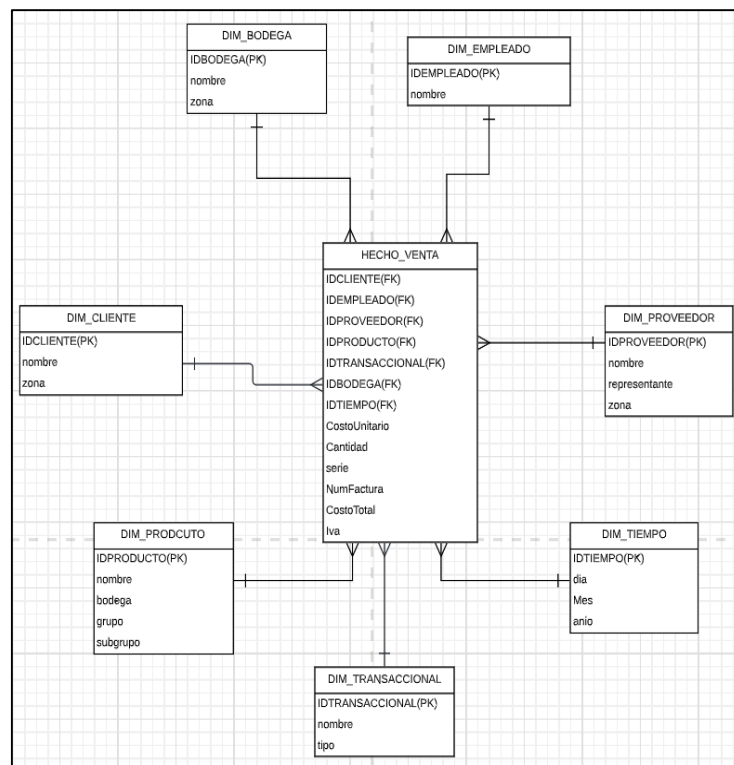 DIM_BODEGA
IDBODEGA(PK)
nombre
zona
DIM_EMPLEADO
IDEMPLEADO(PK)
nombre
HECHO_VENTA
IDCLIENTE(FK)
IDEMPLEADO(FK)
IDPROVEEDOR(FK)
IDPRODUCTO(FK)
IDTRANSACCIONAL(FK)
IDBODEGA(FK)
IDTIEMPO(FK)
CostoUnitario
Cantidad
serie
NumFactura
CostoTotal
Iva
DIM_CLIENTE
IDCLIENTE(PK)
nombre
zona
DIM_PROVEEDOR
IDPROVEEDOR(PK)
nombre
representante
zona
DIM_PRODCUTO
IDPRODUCTO(PK)
nombre
bodega
grupo
subgrupo
DIM_TIEMPO
IDTIEMPO(PK)
dia
Mes
anio
DIM_TRANSACCIONAL
IDTRANSACCIONAL(PK)
nombre
tipo